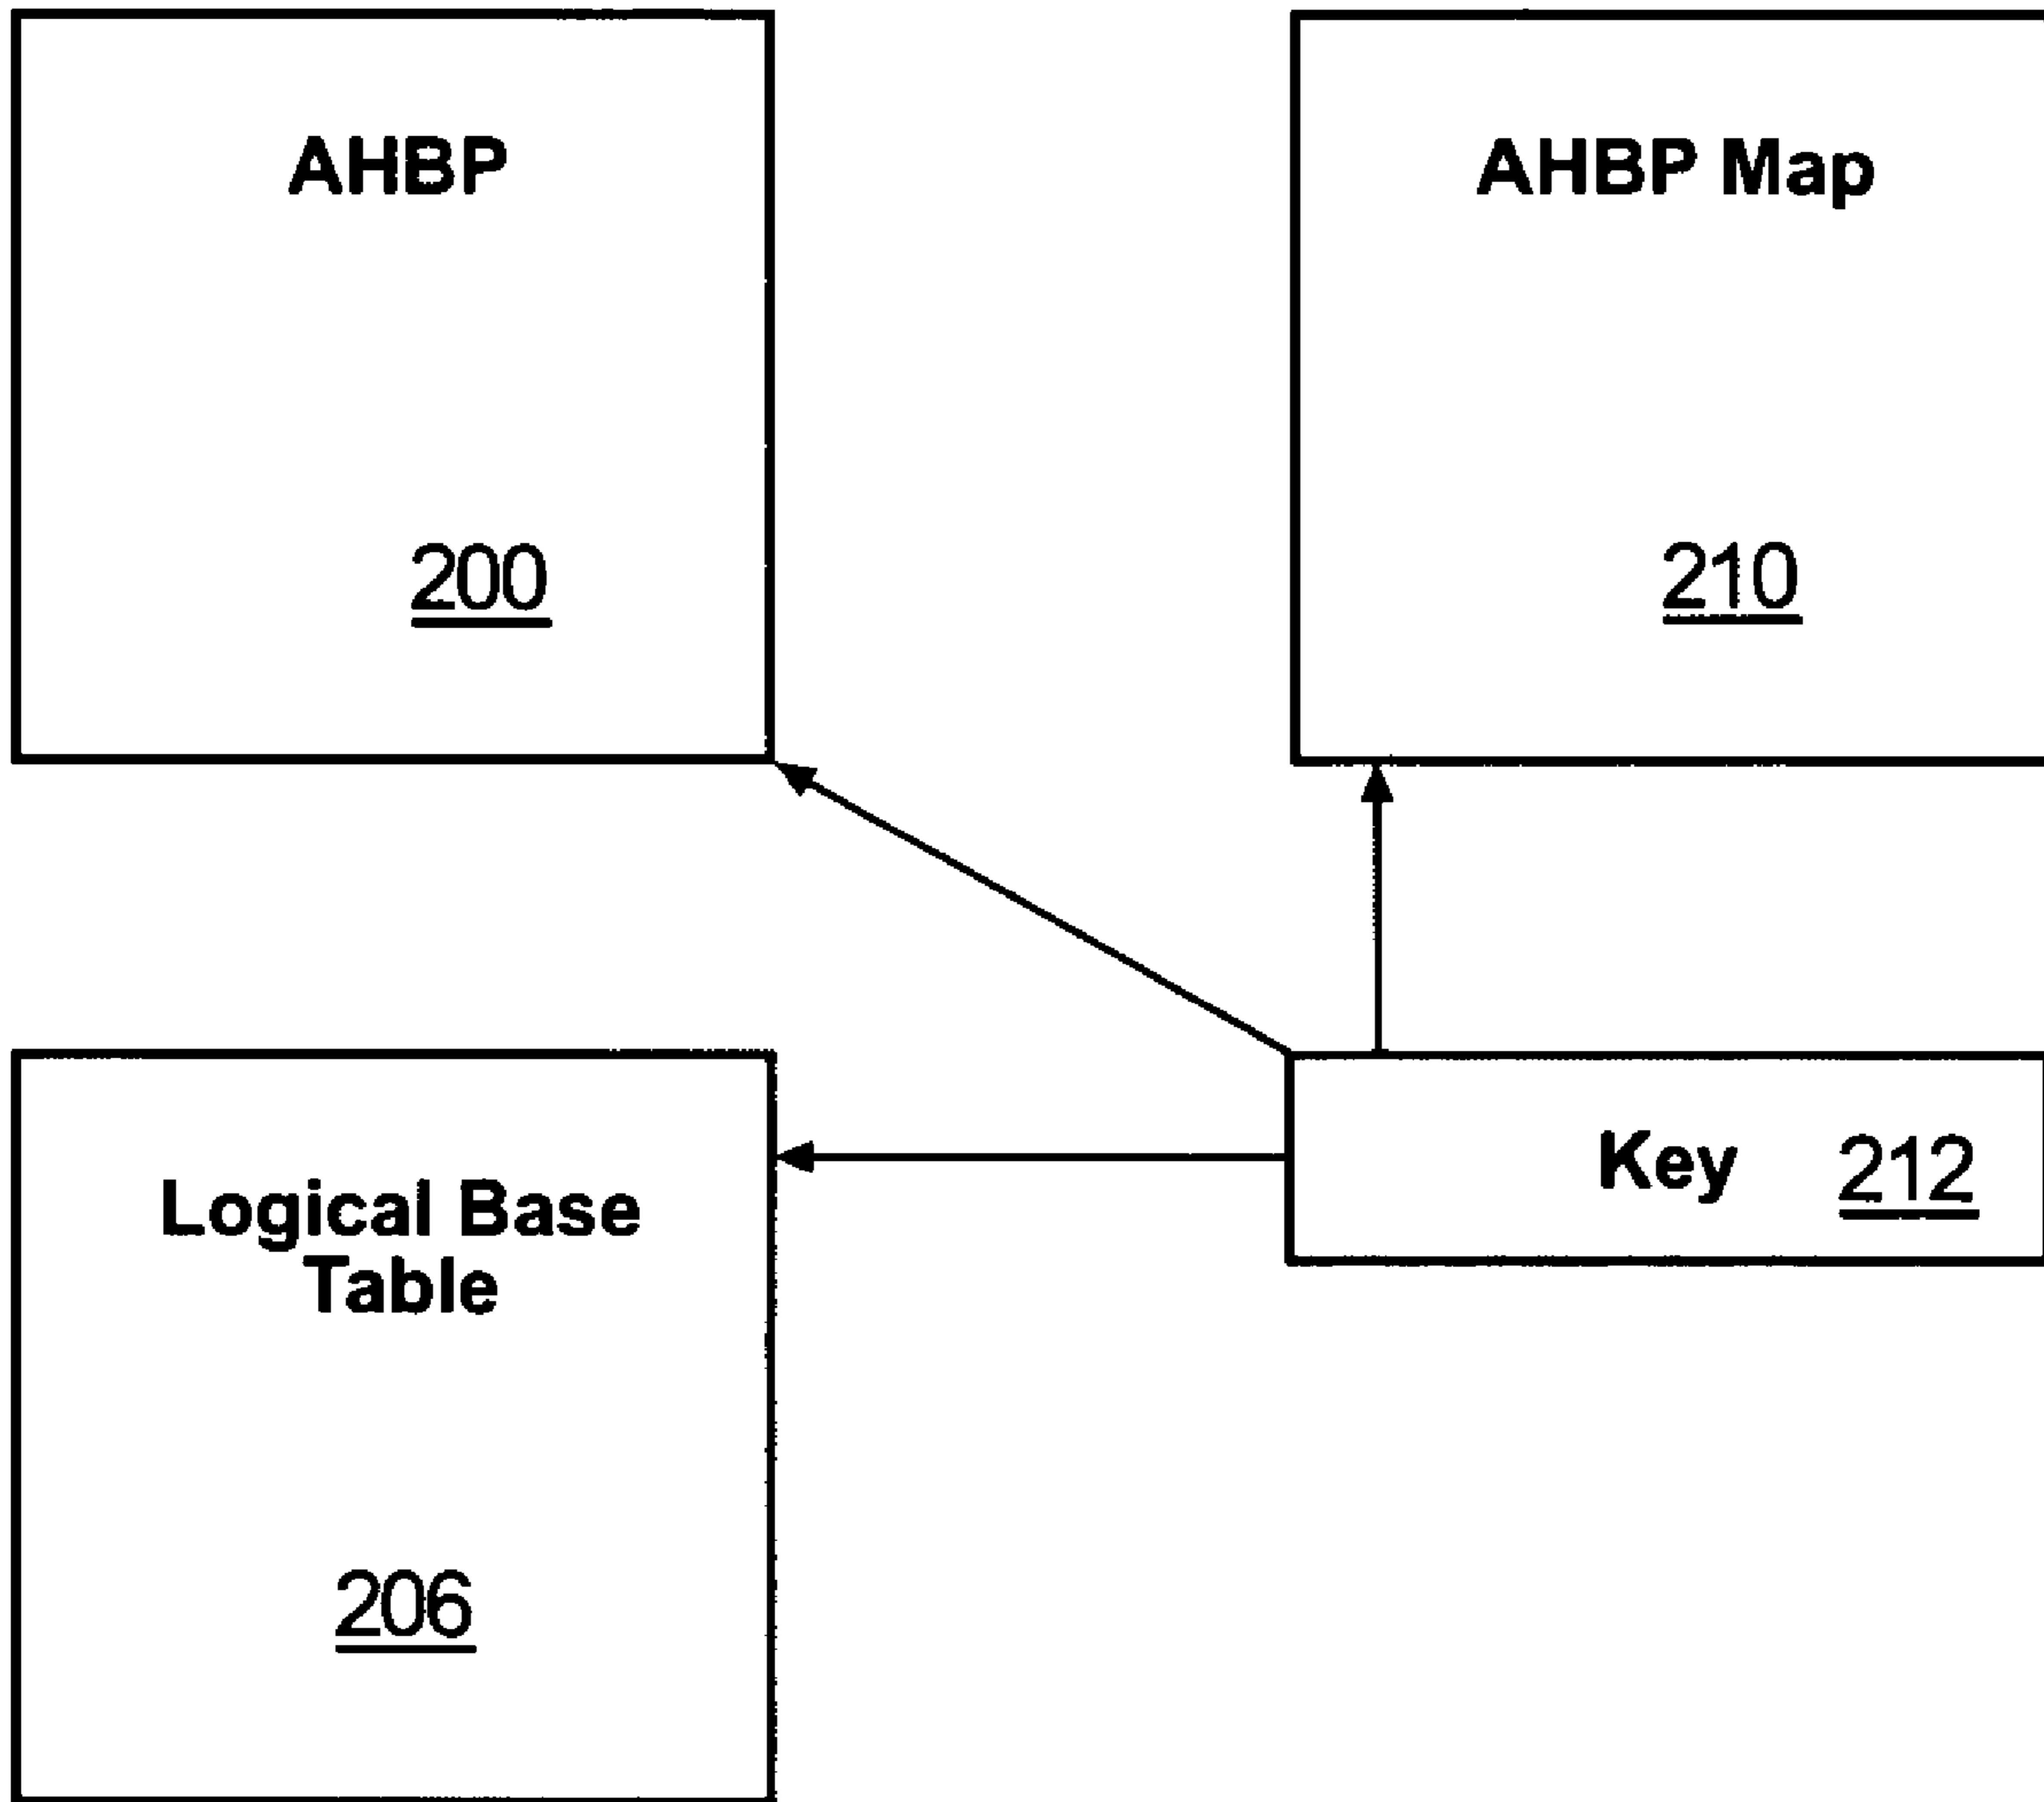 AHBP
200
AHBP Map
210
Logical Base
Table
206
Key 212